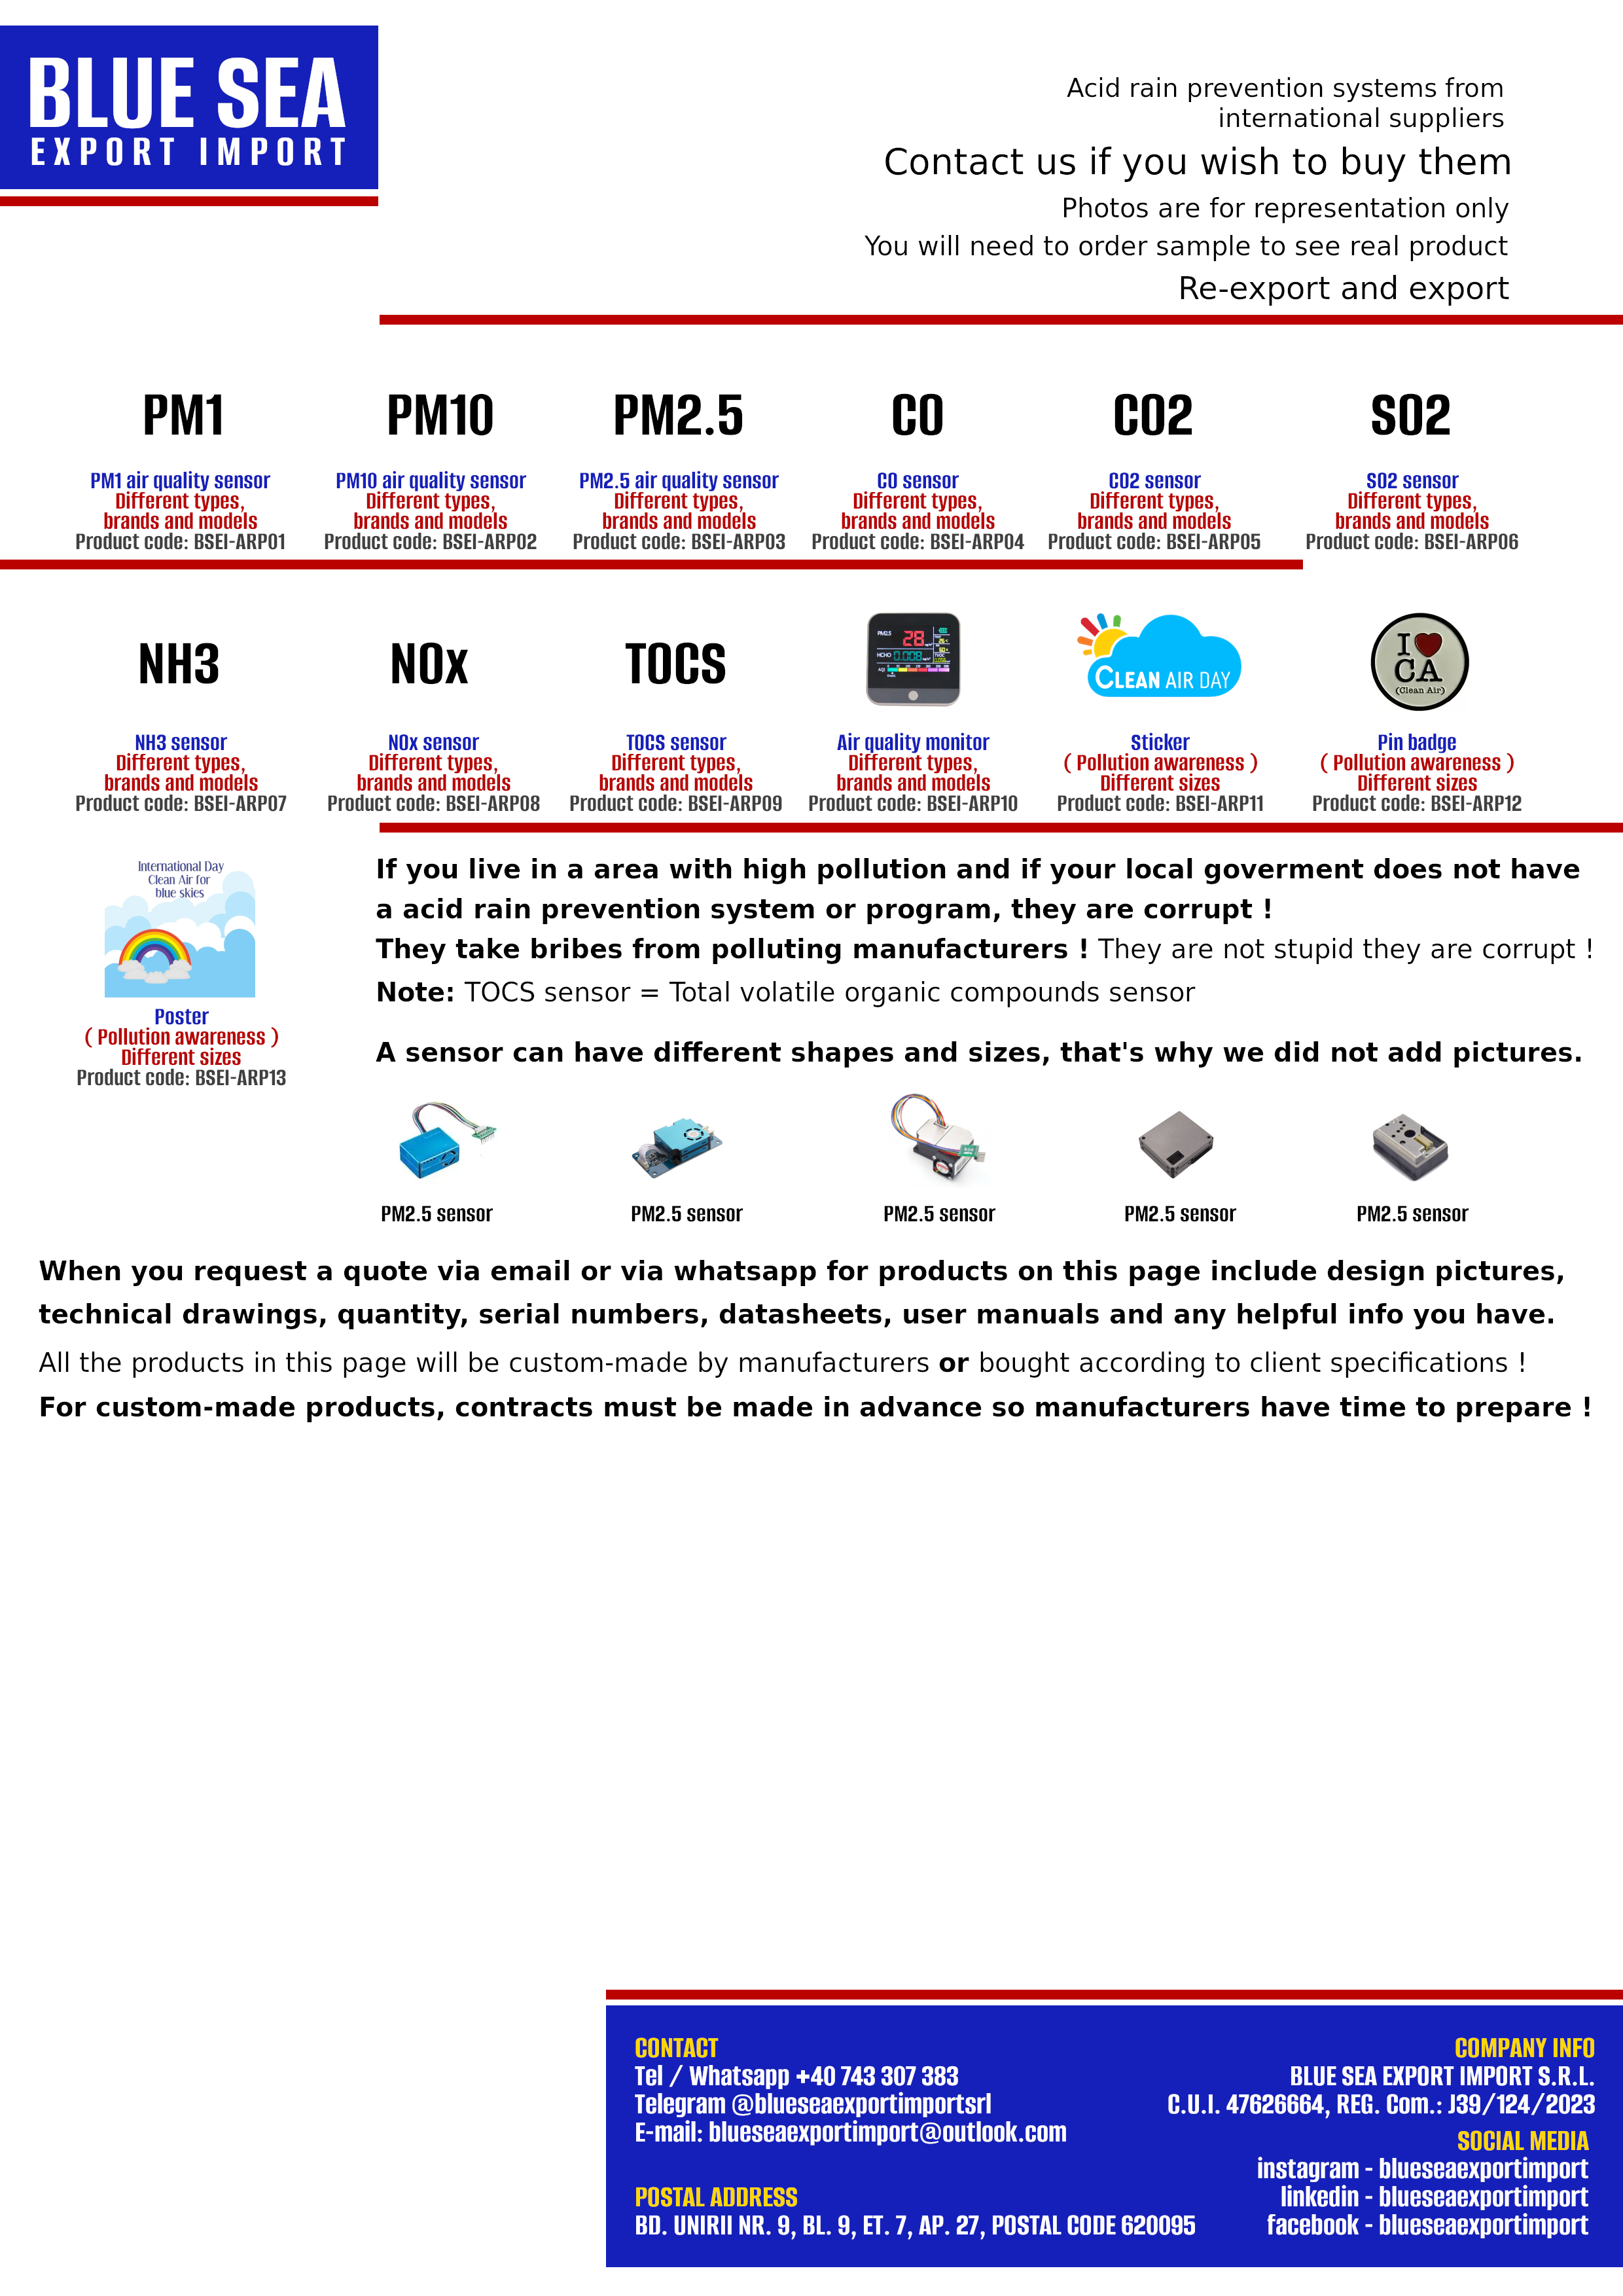 BLUE SEA
EXPORT IMPORT
Acid rain prevention systems from
international suppliers
Contact us if you wish to buy them
Photos are for representation only
You will need to order sample to see real product
Re-export and export
PM1
PM1 air quality sensor
Different types,
brands and models
Product code: BSEI-ARP01
PM10
PM10 air quality sensor
Different types,
brands and models
Product code: BSEI-ARP02
PM2.5
PM2.5 air quality sensor
Different types,
brands and models
Product code: BSEI-ARP03
CO
CO sensor
Different types,
brands and models
Product code: BSEI-ARP04
CO2
CO2 sensor
Different types,
brands and models
Product code: BSEI-ARP05
SO2
SO2 sensor
Different types,
brands and models
Product code: BSEI-ARP06
NH3
NH3 sensor
Different types,
brands and models
Product code: BSEI-ARP07
NOx
NOx sensor
Different types,
brands and models
Product code: BSEI-ARP08
TOCS
TOCS sensor
Different types,
brands and models
Product code: BSEI-ARP09
PM2.5 28
HCHO 0.008
Air quality monitor
Different types,
brands and models
Product code: BSEI-ARP10
CLEAN AIR DAY
Sticker
( Pollution awareness )
Different sizes
Product code: BSEI-ARP11
I
CA
(Clean Air)
Pin badge
( Pollution awareness )
Different sizes
Product code: BSEI-ARP12
International Day
Clean Air for
blue skies
Poster
( Pollution awareness )
Different sizes
Product code: BSEI-ARP13
If you live in a area with high pollution and if your local goverment does not have
a acid rain prevention system or program, they are corrupt !
They take bribes from polluting manufacturers ! They are not stupid they are corrupt !
Note: TOCS sensor = Total volatile organic compounds sensor
A sensor can have different shapes and sizes, that's why we did not add pictures.
PM2.5 sensor
PM2.5 sensor
PM2.5 sensor
PM2.5 sensor
PM2.5 sensor
When you request a quote via email or via whatsapp for products on this page include design pictures,
technical drawings, quantity, serial numbers, datasheets, user manuals and any helpful info you have.
All the products in this page will be custom-made by manufacturers or bought according to client specifications !
For custom-made products, contracts must be made in advance so manufacturers have time to prepare !
CONTACT
Tel / Whatsapp +40 743 307 383
Telegram @blueseaexportimportsrl
E-mail: blueseaexportimport@outlook.com
POSTAL ADDRESS
BD. UNIRII NR. 9, BL. 9, ET. 7, AP. 27, POSTAL CODE 620095
COMPANY INFO
BLUE SEA EXPORT IMPORT S.R.L.
C.U.I. 47626664, REG. Com.: J39/124/2023
SOCIAL MEDIA
instagram - blueseaexportimport
linkedin - blueseaexportimport
facebook - blueseaexportimport